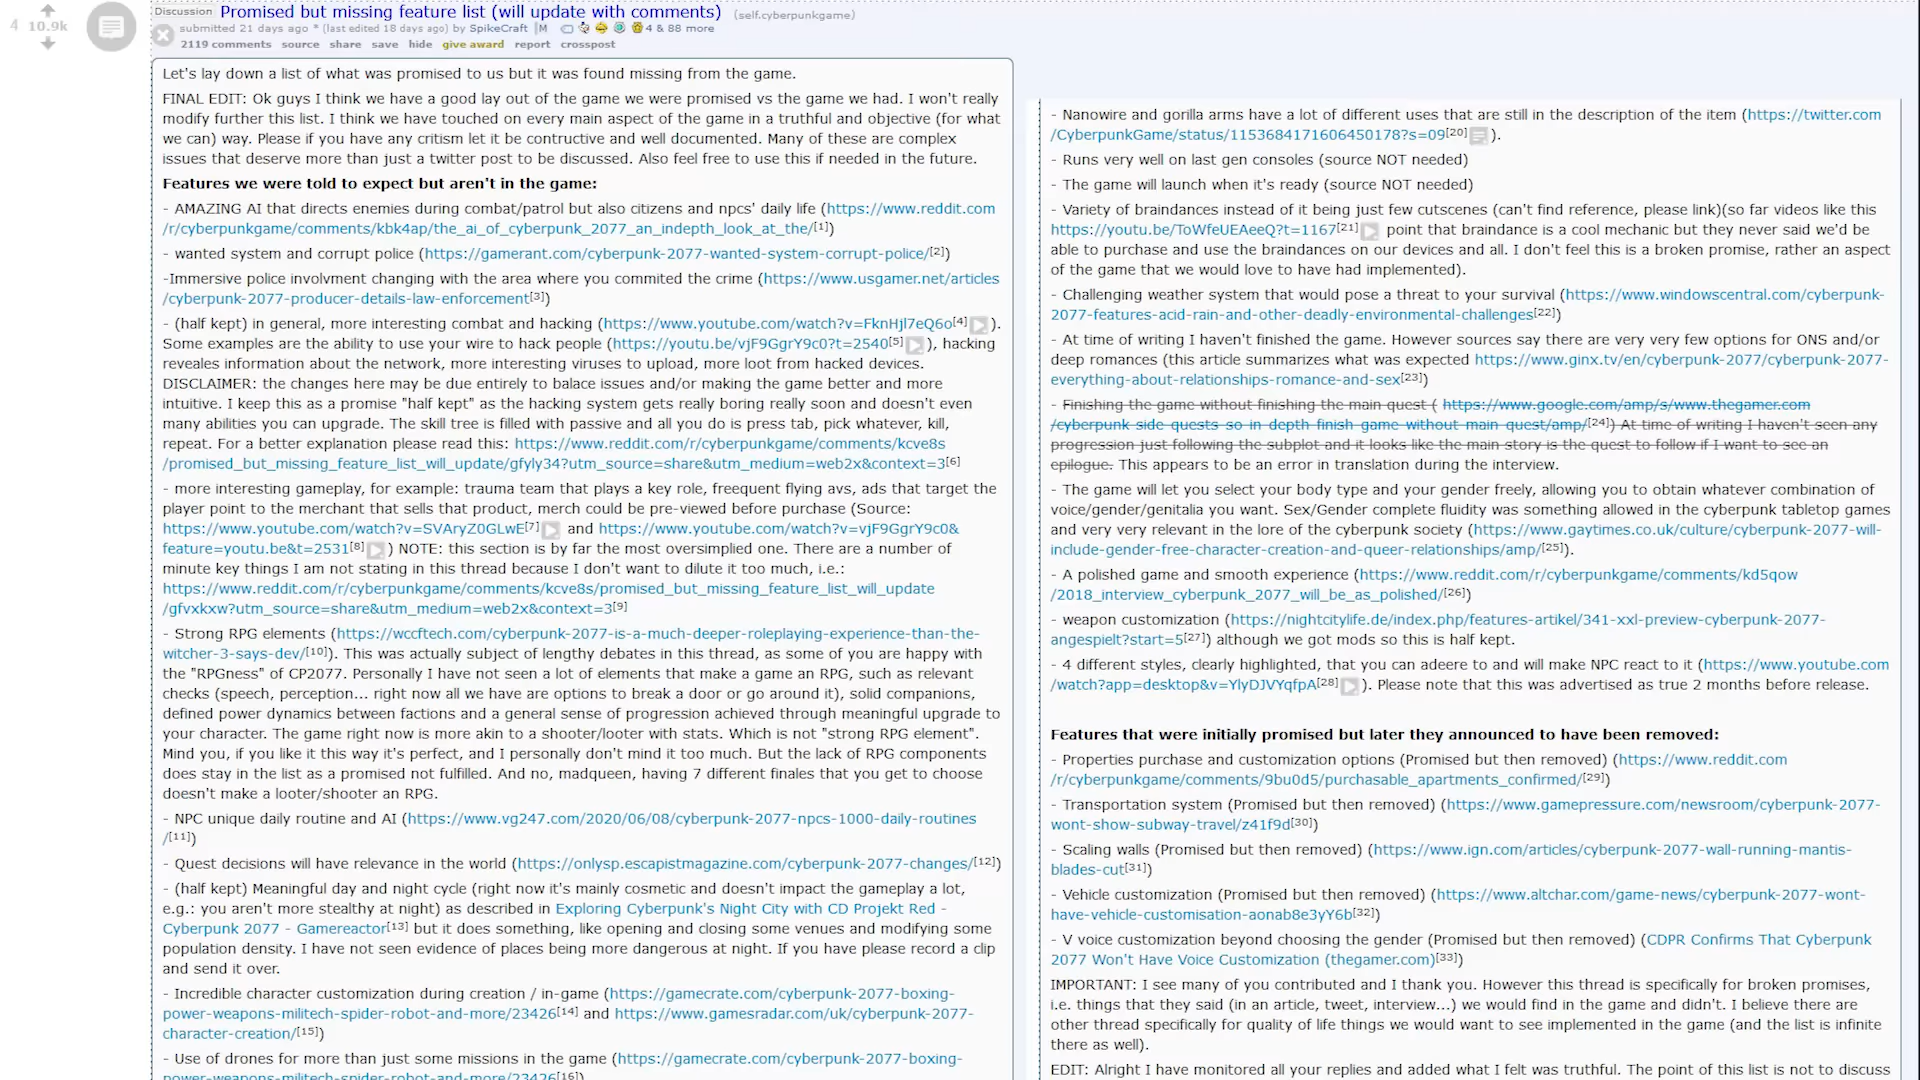 4
10.9k
Discussion Promised but missing feature list (will update with comments) (self.cyberpunkgame)
submitted 21 days ago * (last edited 18 days ago) by SpikeCraft |M 4 & 88 more
2119 comments source share save hide give award report crosspost
Let's lay down a list of what was promised to us but it was found missing from the game.
FINAL EDIT: Ok guys I think we have a good lay out of the game we were promised vs the game we had. I won't really
modify further this list. I think we have touched on every main aspect of the game in a truthful and objective (for what
we can) way. Please if you have any critism let it be contructive and well documented. Many of these are complex
issues that deserve more than just a twitter post to be discussed. Also feel free to use this if needed in the future.
Features we were told to expect but aren't in the game:
- AMAZING AI that directs enemies during combat/patrol but also citizens and npcs' daily life (https://www.reddit.com
/r/cyberpunkgame/comments/kbk4ap/the_ai_of_cyberpunk_2077_an_indepth_look_at_the/[1])
- wanted system and corrupt police (https://gamerant.com/cyberpunk-2077-wanted-system-corrupt-police/[2])
-Immersive police involvment changing with the area where you commited the crime (https://www.usgamer.net/articles
/cyberpunk-2077-producer-details-law-enforcement[3])
- (half kept) in general, more interesting combat and hacking (https://www.youtube.com/watch?v=FknHjl7eQ6o[4]).
Some examples are the ability to use your wire to hack people (https://youtu.be/vjF9GgrY9c0?t=2540[5]), hacking
reveales information about the network, more interesting viruses to upload, more loot from hacked devices.
DISCLAIMER: the changes here may be due entirely to balace issues and/or making the game better and more
intuitive. I keep this as a promise "half kept" as the hacking system gets really boring really soon and doesn't even
many abilities you can upgrade. The skill tree is filled with passive and all you do is press tab, pick whatever, kill,
repeat. For a better explanation please read this: https://www.reddit.com/r/cyberpunkgame/comments/kcve8s
/promised_but_missing_feature_list_will_update/gfyly34?utm_source=share&utm_medium=web2x&context=3[6]
- more interesting gameplay, for example: trauma team that plays a key role, freequent flying avs, ads that target the
player point to the merchant that sells that product, merch could be pre-viewed before purchase (Source:
https://www.youtube.com/watch?v=SVAryZ0GLwE[7] and https://www.youtube.com/watch?v=vjF9GgrY9c0&
feature=youtu.be&t=2531[8]) NOTE: this section is by far the most oversimplied one. There are a number of
minute key things I am not stating in this thread because I don't want to dilute it too much, i.e.:
https://www.reddit.com/r/cyberpunkgame/comments/kcve8s/promised_but_missing_feature_list_will_update
/gfvxkxw?utm_source=share&utm_medium=web2x&context=3[9]
- Strong RPG elements (https://wccftech.com/cyberpunk-2077-is-a-much-deeper-roleplaying-experience-than-the-
witcher-3-says-dev/[10]). This was actually subject of lengthy debates in this thread, as some of you are happy with
the "RPGness" of CP2077. Personally I have not seen a lot of elements that make a game an RPG, such as relevant
checks (speech, perception... right now all we have are options to break a door or go around it), solid companions,
defined power dynamics between factions and a general sense of progression achieved through meaningful upgrade to
your character. The game right now is more akin to a shooter/looter with stats. Which is not "strong RPG element".
Mind you, if you like it this way it's perfect, and I personally don't mind it too much. But the lack of RPG components
does stay in the list as a promised not fulfilled. And no, madqueen, having 7 different finales that you get to choose
doesn't make a looter/shooter an RPG.
- NPC unique daily routine and AI (https://www.vg247.com/2020/06/08/cyberpunk-2077-npcs-1000-daily-routines
/[11])
- Quest decisions will have relevance in the world (https://onlysp.escapistmagazine.com/cyberpunk-2077-changes/[12])
- (half kept) Meaningful day and night cycle (right now it's mainly cosmetic and doesn't impact the gameplay a lot,
e.g.: you aren't more stealthy at night) as described in Exploring Cyberpunk's Night City with CD Projekt Red -
Cyberpunk 2077 - Gamereactor[13] but it does something, like opening and closing some venues and modifying some
population density. I have not seen evidence of places being more dangerous at night. If you have please record a clip
and send it over.
- Incredible character customization during creation / in-game (https://gamecrate.com/cyberpunk-2077-boxing-
power-weapons-militech-spider-robot-and-more/23426[14] and https://www.gamesradar.com/uk/cyberpunk-2077-
character-creation/[15])
- Use of drones for more than just some missions in the game (https://gamecrate.com/cyberpunk-2077-boxing-
power-weapons-militech-spider-robot-and-more/23426[16])
- Nanowire and gorilla arms have a lot of different uses that are still in the description of the item (https://twitter.com
/CyberpunkGame/status/1153684171606450178?s=09[20]).
- Runs very well on last gen consoles (source NOT needed)
- The game will launch when it's ready (source NOT needed)
- Variety of braindances instead of it being just few cutscenes (can't find reference, please link)(so far videos like this
https://youtu.be/ToWfeUEAeeQ?t=1167[21] point that braindance is a cool mechanic but they never said we'd be
able to purchase and use the braindances on our devices and all. I don't feel this is a broken promise, rather an aspect
of the game that we would love to have had implemented).
- Challenging weather system that would pose a threat to your survival (https://www.windowscentral.com/cyberpunk-
2077-features-acid-rain-and-other-deadly-environmental-challenges[22])
- At time of writing I haven't finished the game. However sources say there are very very few options for ONS and/or
deep romances (this article summarizes what was expected https://www.ginx.tv/en/cyberpunk-2077/cyberpunk-2077-
everything-about-relationships-romance-and-sex[23])
- Finishing the game without finishing the main quest ( https://www.google.com/amp/s/www.thegamer.com
/cyberpunk-side-quests-so-in-depth-finish-game-without-main-quest/amp/[24]) At time of writing I haven't seen any
progression just following the subplot and it looks like the main story is the quest to follow if I want to see an
epilogue. This appears to be an error in translation during the interview.
- The game will let you select your body type and your gender freely, allowing you to obtain whatever combination of
voice/gender/genitalia you want. Sex/Gender complete fluidity was something allowed in the cyberpunk tabletop games
and very very relevant in the lore of the cyberpunk society (https://www.gaytimes.co.uk/culture/cyberpunk-2077-will-
include-gender-free-character-creation-and-queer-relationships/amp/[25]).
- A polished game and smooth experience (https://www.reddit.com/r/cyberpunkgame/comments/kd5qow
/2018_interview_cyberpunk_2077_will_be_as_polished/[26])
- weapon customization (https://nightcitylife.de/index.php/features-artikel/341-xxl-preview-cyberpunk-2077-
angespielt?start=5[27]) although we got mods so this is half kept.
- 4 different styles, clearly highlighted, that you can adeere to and will make NPC react to it (https://www.youtube.com
/watch?app=desktop&v=YlyDJVYqfpA[28]). Please note that this was advertised as true 2 months before release.
Features that were initially promised but later they announced to have been removed:
- Properties purchase and customization options (Promised but then removed) (https://www.reddit.com
/r/cyberpunkgame/comments/9bu0d5/purchasable_apartments_confirmed/[29])
- Transportation system (Promised but then removed) (https://www.gamepressure.com/newsroom/cyberpunk-2077-
wont-show-subway-travel/z41f9d[30])
- Scaling walls (Promised but then removed) (https://www.ign.com/articles/cyberpunk-2077-wall-running-mantis-
blades-cut[31])
- Vehicle customization (Promised but then removed) (https://www.altchar.com/game-news/cyberpunk-2077-wont-
have-vehicle-customisation-aonab8e3yY6b[32])
- V voice customization beyond choosing the gender (Promised but then removed) (CDPR Confirms That Cyberpunk
2077 Won't Have Voice Customization (thegamer.com)[33])
IMPORTANT: I see many of you contributed and I thank you. However this thread is specifically for broken promises,
i.e. things that they said (in an article, tweet, interview...) we would find in the game and didn't. I believe there are
other thread specifically for quality of life things we would want to see implemented in the game (and the list is infinite
there as well).
EDIT: Alright I have monitored all your replies and added what I felt was truthful. The point of this list is not to discuss